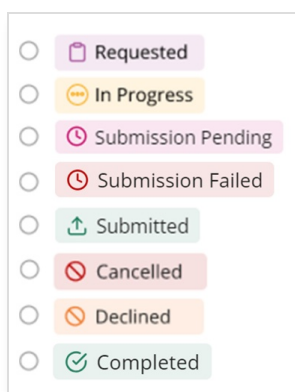 Requested
In Progress
Submission Pending
Submission Failed
Submitted
Cancelled
Declined
Completed